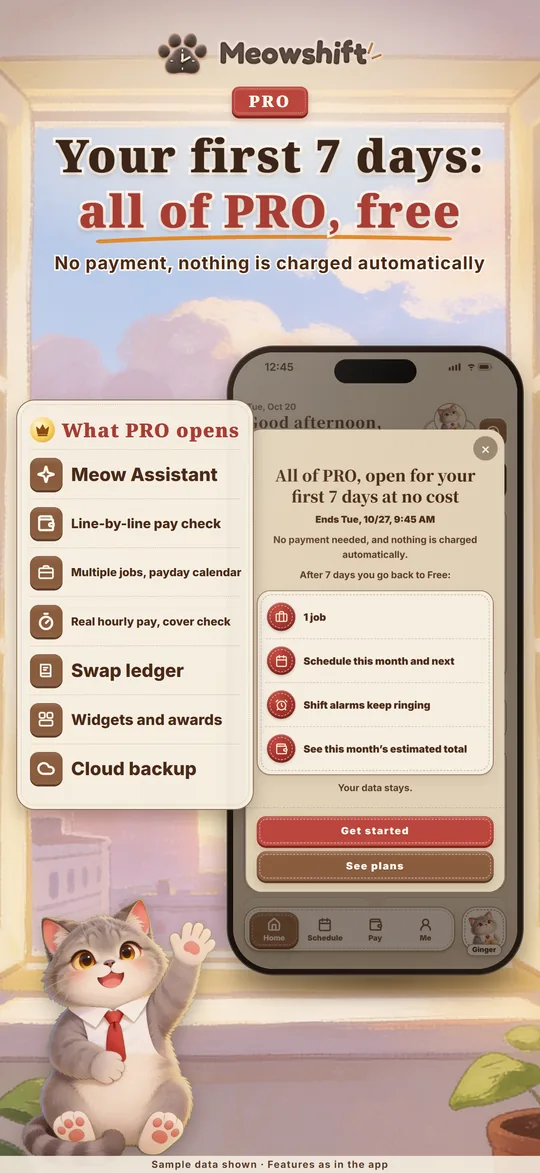 Meowshift
PRO
Your first 7 days:
all of PRO, free
No payment, nothing is charged automatically
What PRO opens
Meow Assistant
Line-by-line pay check
Multiple jobs, payday calendar
Real hourly pay, cover check
Swap ledger
Widgets and awards
Cloud backup
12:45
Tue, Oct 20
Good afternoon,
All of PRO, open for your
first 7 days at no cost
Ends Tue, 10/27, 9:45 AM
No payment needed, and nothing is charged
automatically.
After 7 days you go back to Free:
1 job
Schedule this month and next
Shift alarms keep ringing
See this month's estimated total
Your data stays.
Get started
See plans
Home
Schedule
Pay
Me
Ginger
Sample data shown · Features as in the app